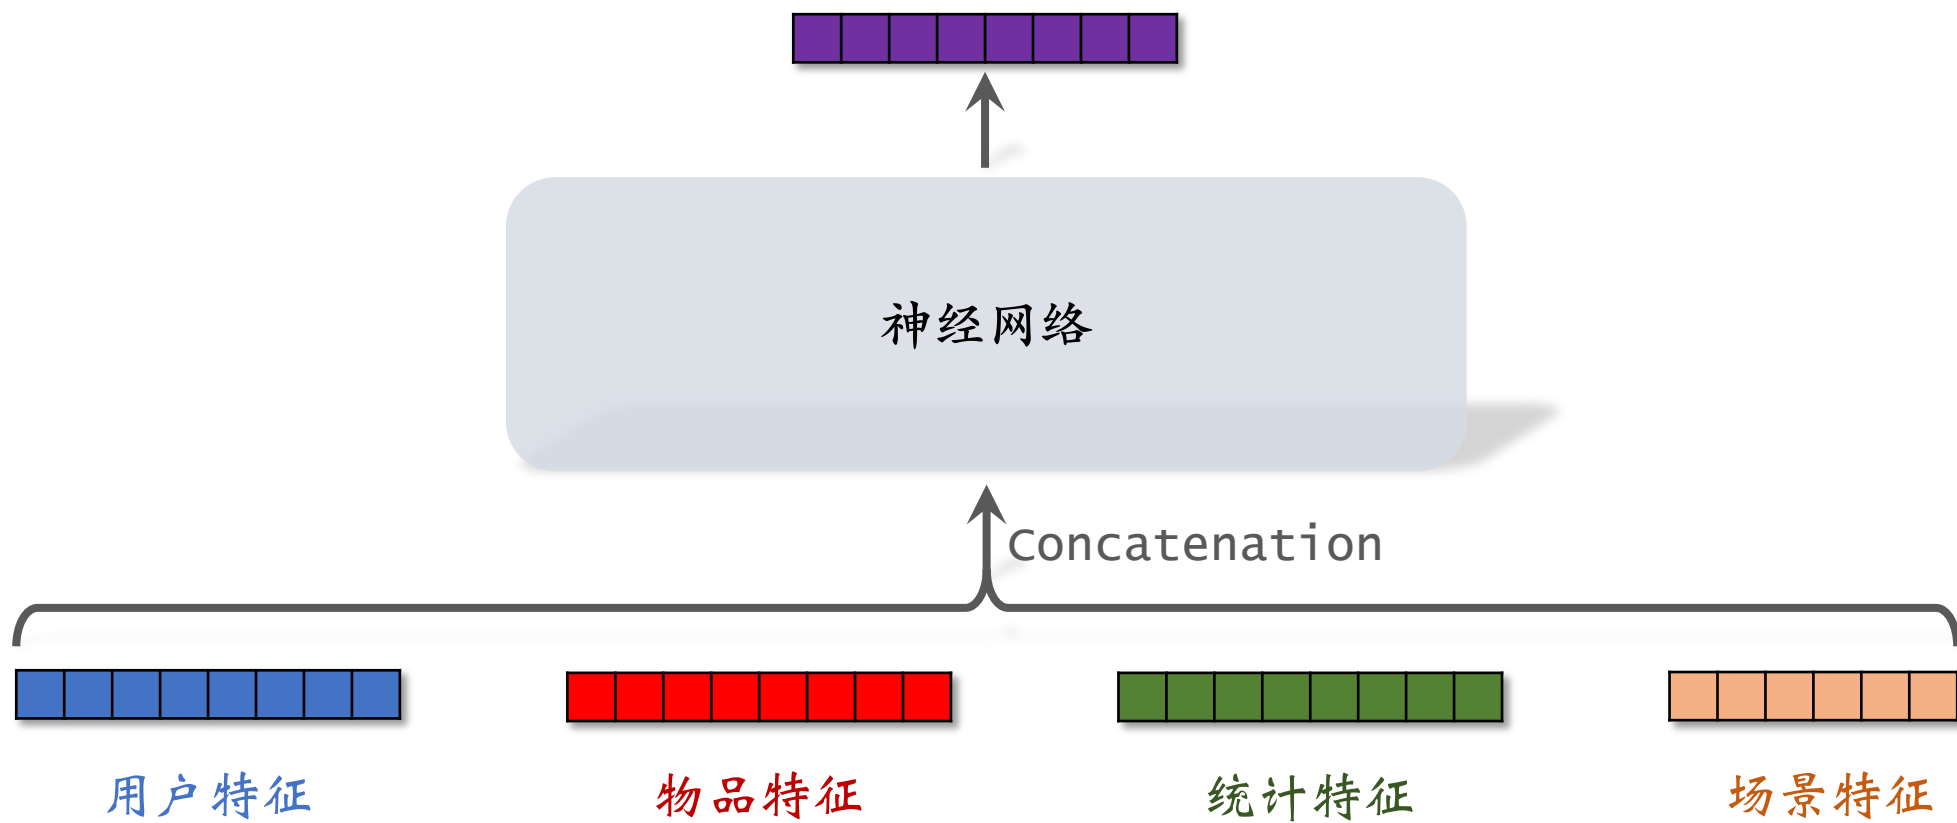 神经网络
Concatenation
用户特征
物品特征
统计特征
场景特征